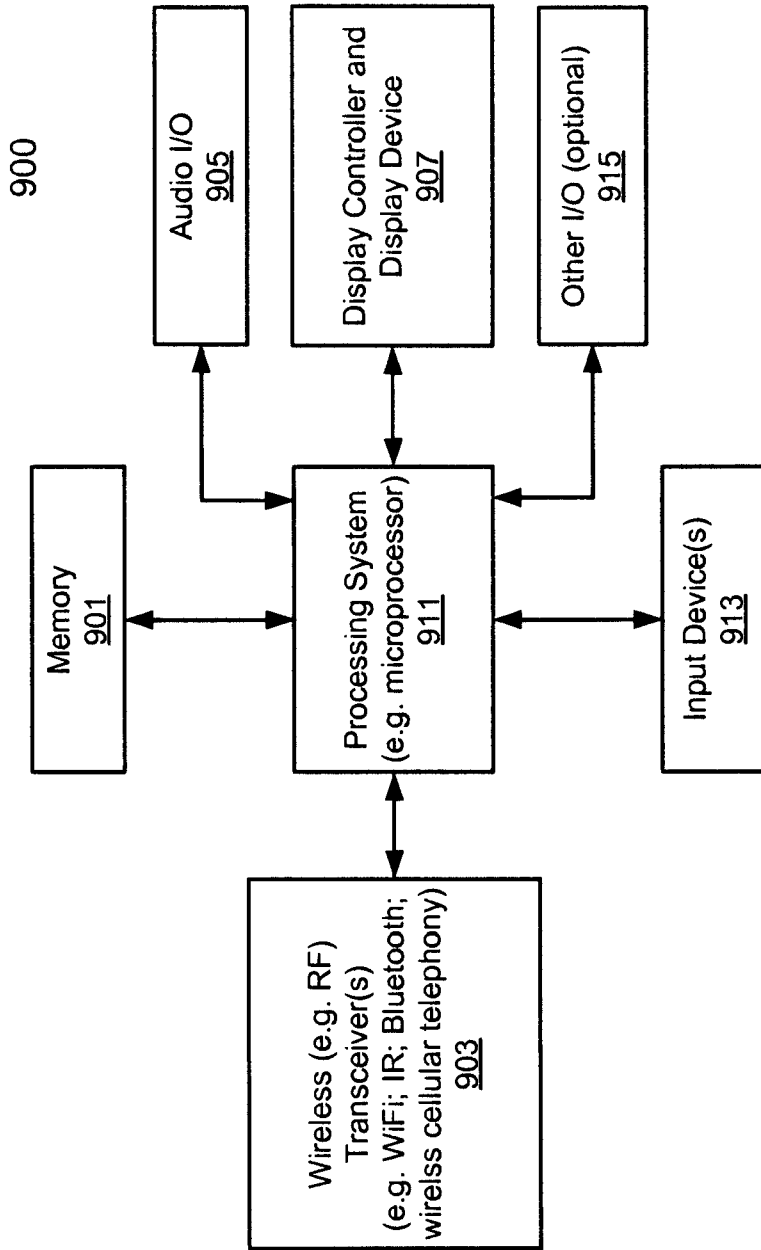 900
Memory
901
Audio I/O
905
Wireless (e.g. RF)
Transceiver(s)
(e.g. WiFi; IR; Bluetooth;
wirelss cellular telephony)
903
Processing System
(e.g. microprocessor)
911
Display Controller and
Display Device
907
Input Device(s)
913
Other I/O (optional)
915